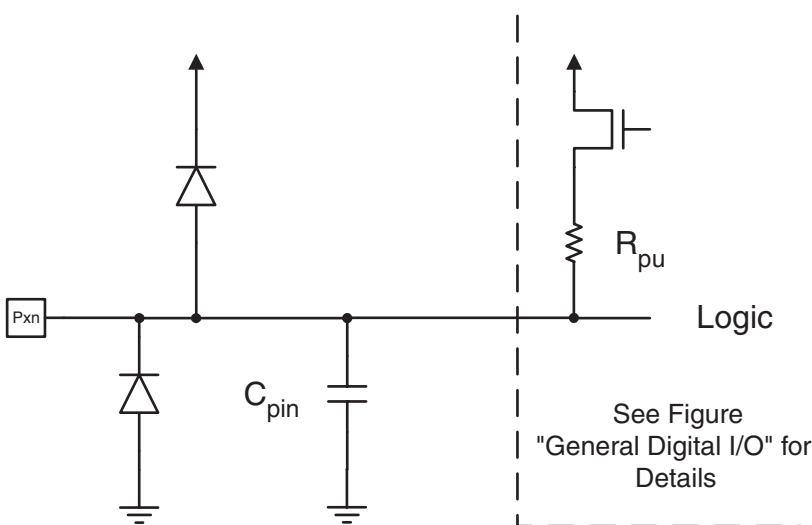 R_pu
Pxn
Logic
C_pin
See Figure
"General Digital I/O" for
Details